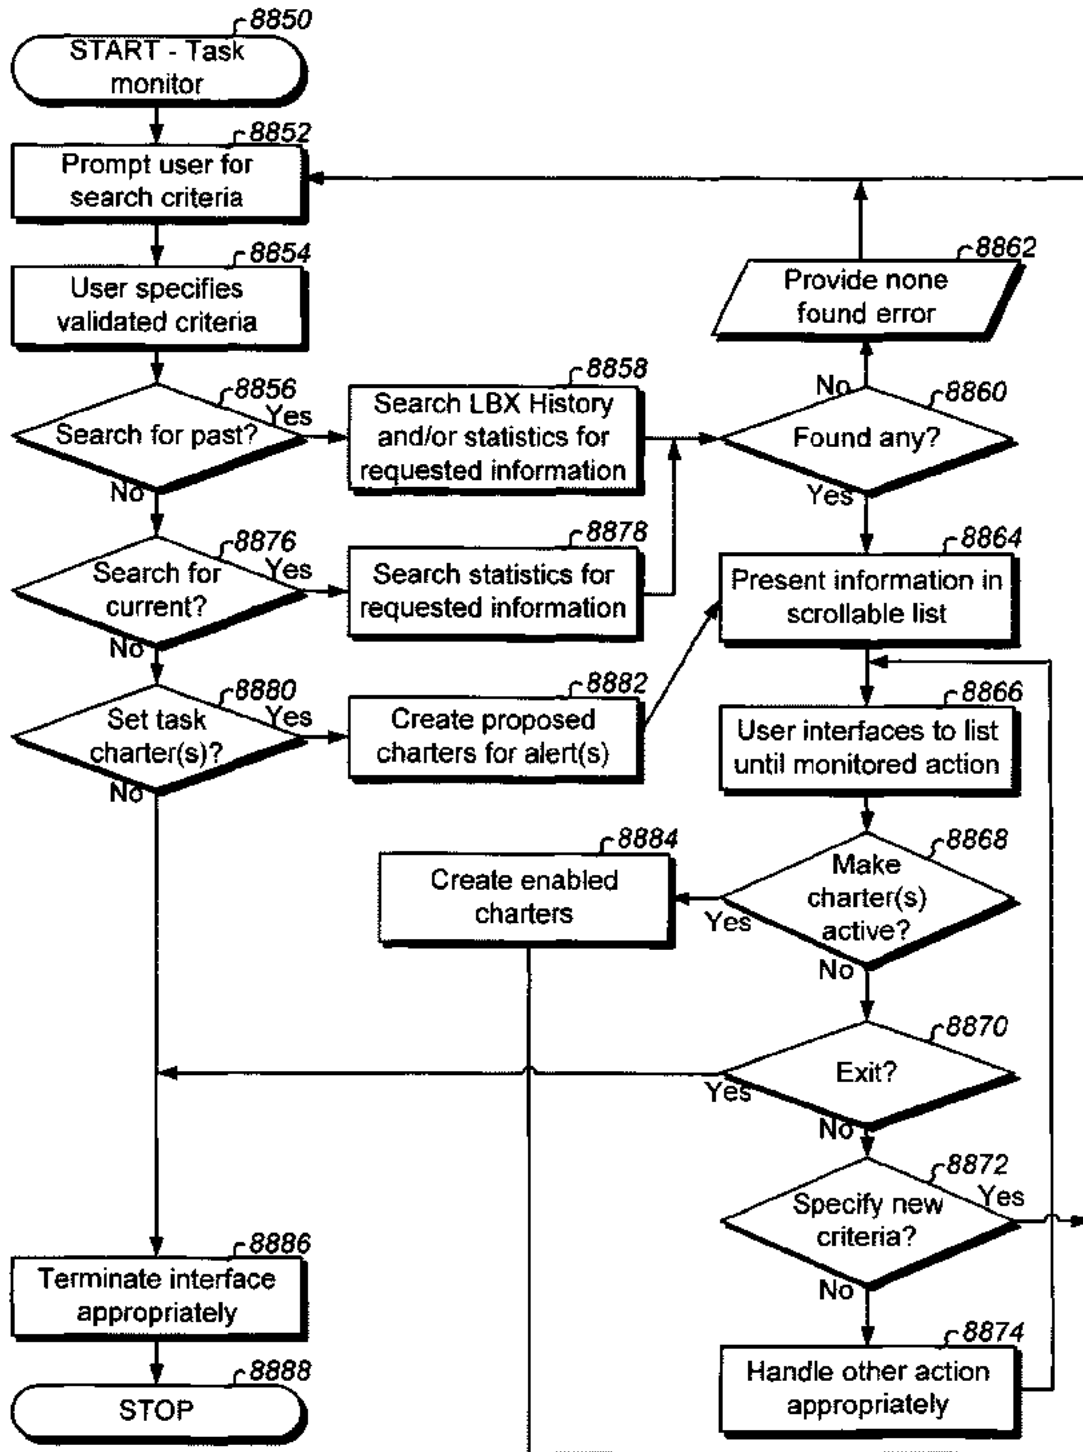 8850
START - Task
monitor
8852
Prompt user for
search criteria
8854
User specifies
validated criteria
8856
Search for past?
Yes
No
8858
Search LBX History
and/or statistics for
requested information
8860
Found any?
No
Yes
8862
Provide none
found error
8876
Search for
current?
Yes
No
8878
Search statistics for
requested information
8864
Present information in
scrollable list
8880
Set task
charter(s)?
Yes
No
8882
Create proposed
charters for alert(s)
8866
User interfaces to list
until monitored action
8868
Make
charter(s)
active?
Yes
No
8884
Create enabled
charters
8870
Exit?
Yes
No
8872
Specify new
criteria?
Yes
No
8874
Handle other action
appropriately
8886
Terminate interface
appropriately
8888
STOP